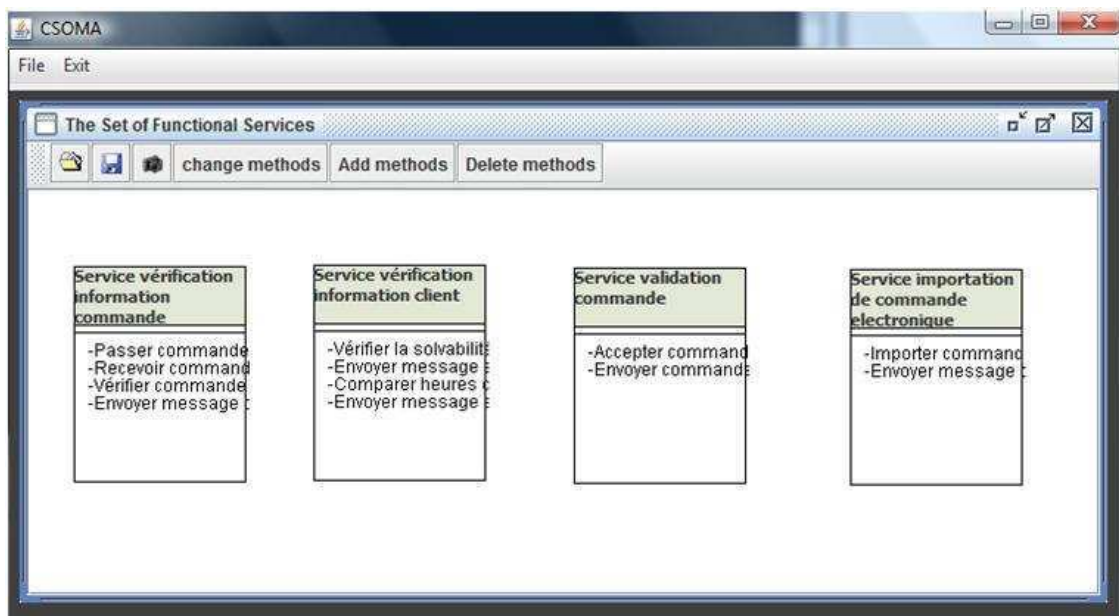 CSOMA
File Exit
The Set of Functional Services
change methods Add methods Delete methods
Service vérification
information
commande
-Passer commande
-Recevoir command
-Vérifier commande
-Envoyer message
Service vérification
information client
-Vérifier la solvabilité
-Envoyer message
-Comparer heures
-Envoyer message
Service validation
commande
-Accepter command
-Envoyer commande
Service importation
de commande
electronique
-Importer command
-Envoyer message